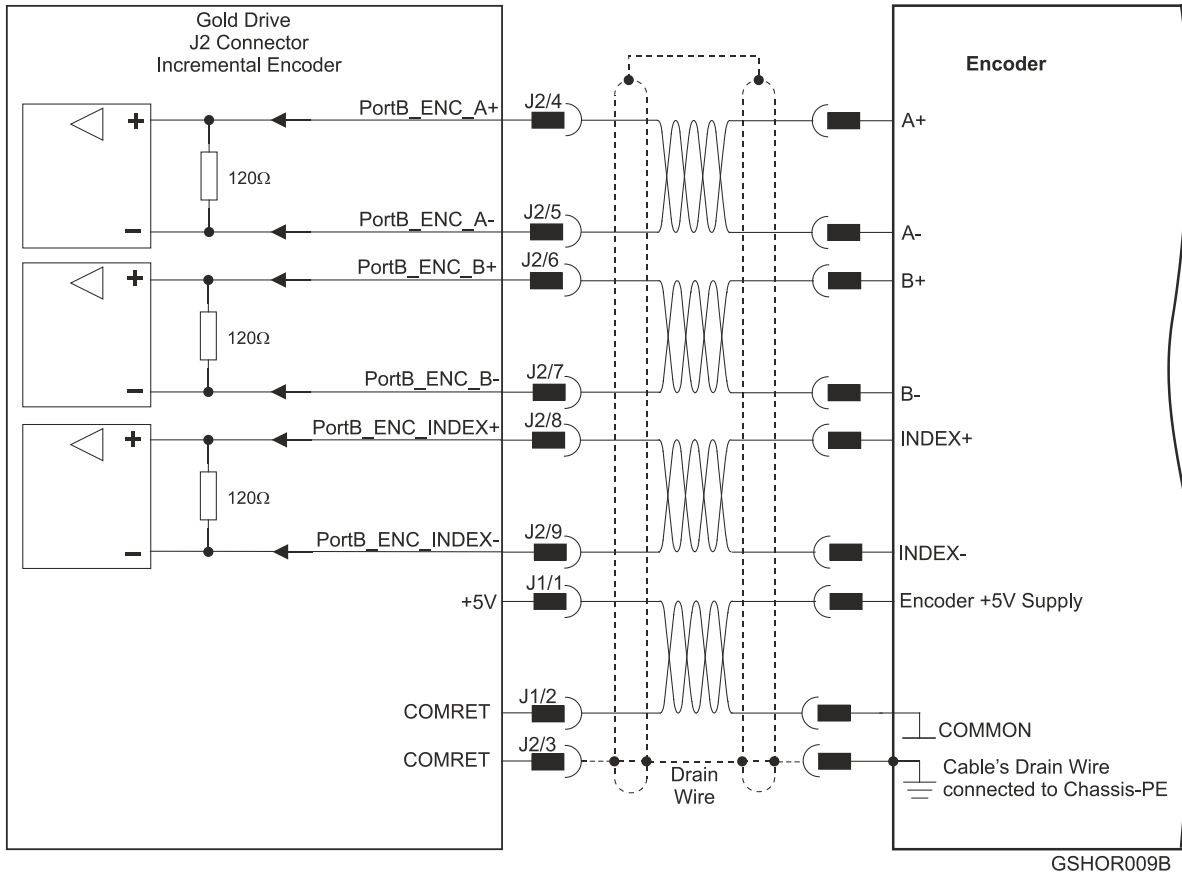 Gold Drive
J2 Connector
Incremental Encoder
Encoder
PortB_ENC_A+
J2/4
+
A+
120Ω
PortB_ENC_A-
J2/5
-
A-
PortB_ENC_B+
J2/6
+
B+
120Ω
PortB_ENC_B-
J2/7
-
B-
PortB_ENC_INDEX+
J2/8
+
INDEX+
120Ω
PortB_ENC_INDEX-
J2/9
-
INDEX-
+5V
J1/1
Encoder +5V Supply
COMRET
J1/2
COMMON
COMRET
J2/3
Drain
Wire
Cable's Drain Wire
connected to Chassis-PE
GSHOR009B